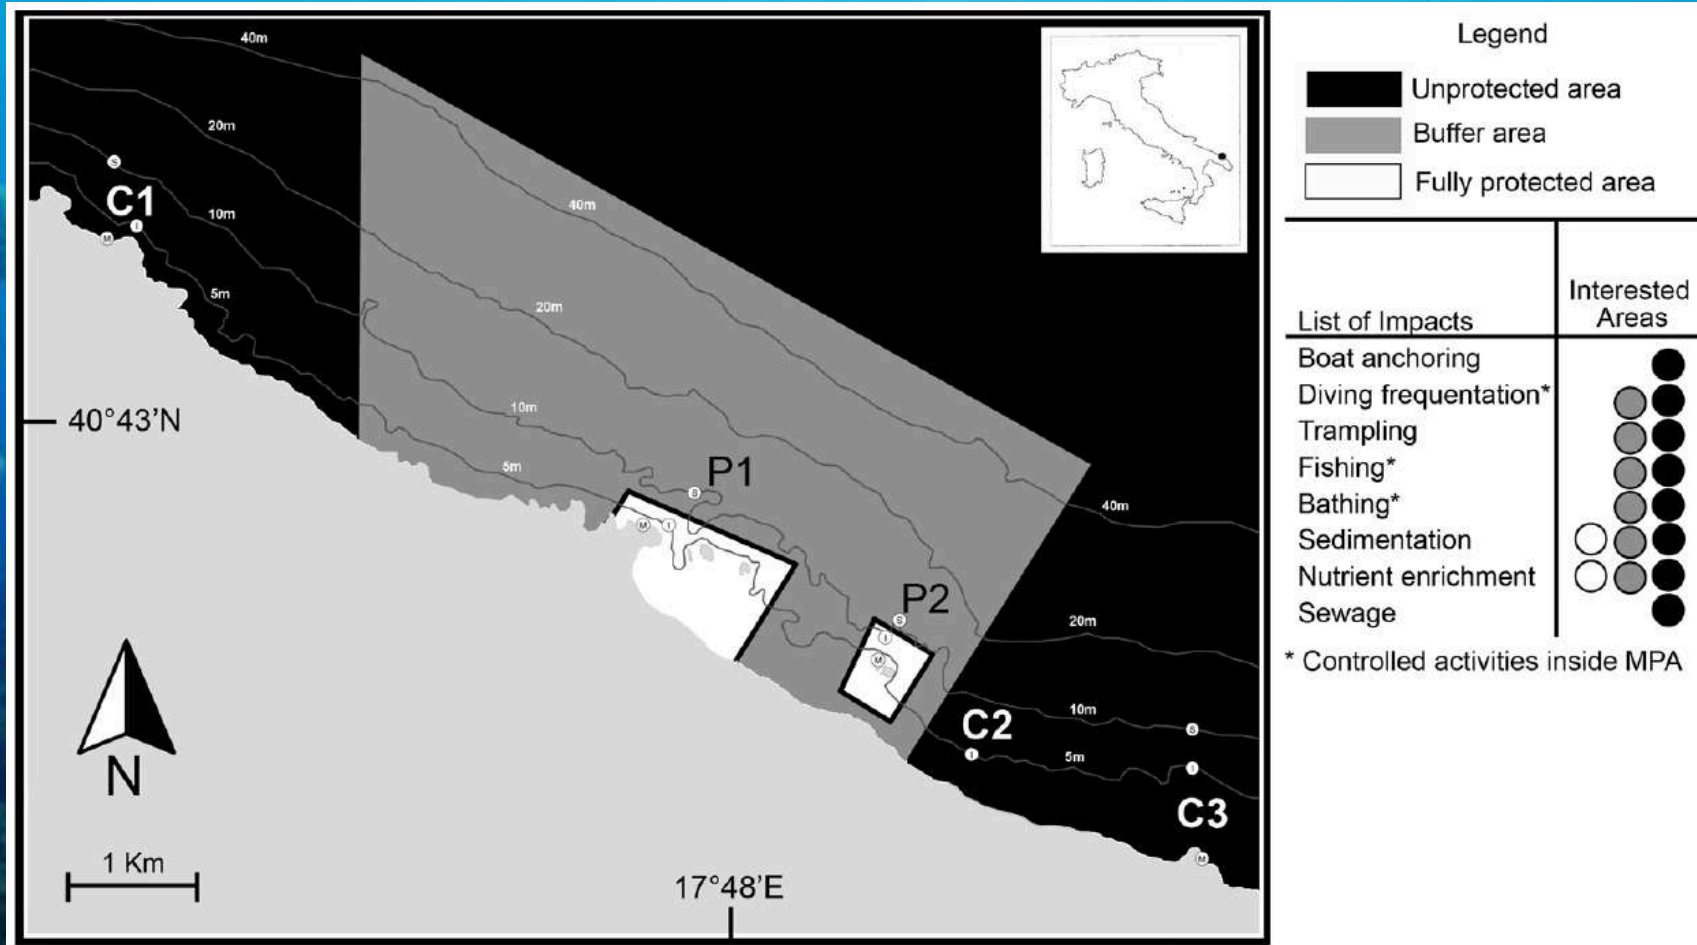 40m
20m
S
C1
10m
I
M
5m
40m
20m
10m
5m
P1
S
M
I
P2
S
I
M
40m
20m
10m
C2
S
I
5m
I
C3
M
40°43'N
N
1 Km
17°48'E
Legend
Unprotected area
Buffer area
Fully protected area
List of Impacts
Interested
Areas
Boat anchoring
Diving frequentation*
Trampling
Fishing*
Bathing*
Sedimentation
Nutrient enrichment
Sewage
* Controlled activities inside MPA